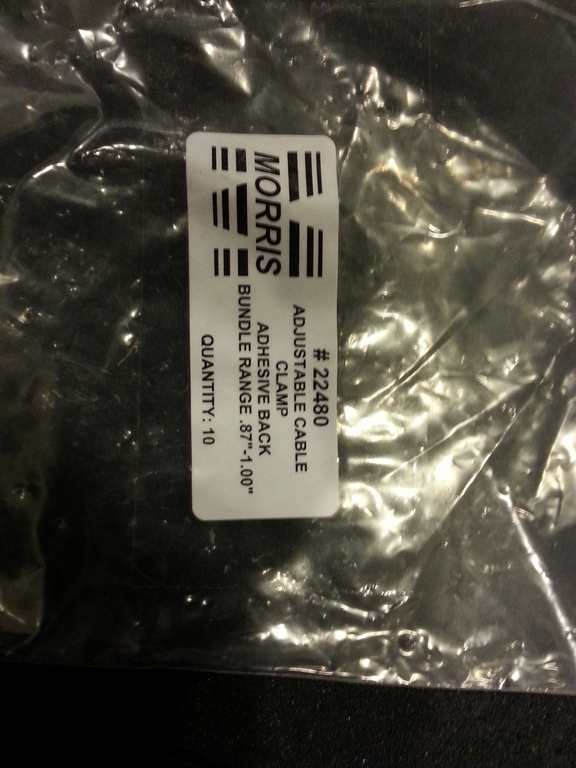 MORRIS
# 22480
ADJUSTABLE CABLE
CLAMP
ADHESIVE BACK
BUNDLE RANGE .87"-1.00"
QUANTITY: 10